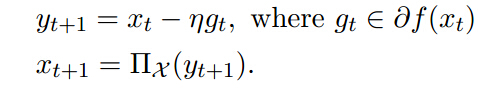 y_{t+1} = x_t − ηg_t, where g_t ∈ ∂f(x_t)
x_{t+1} = Π_𝒳(y_{t+1}).